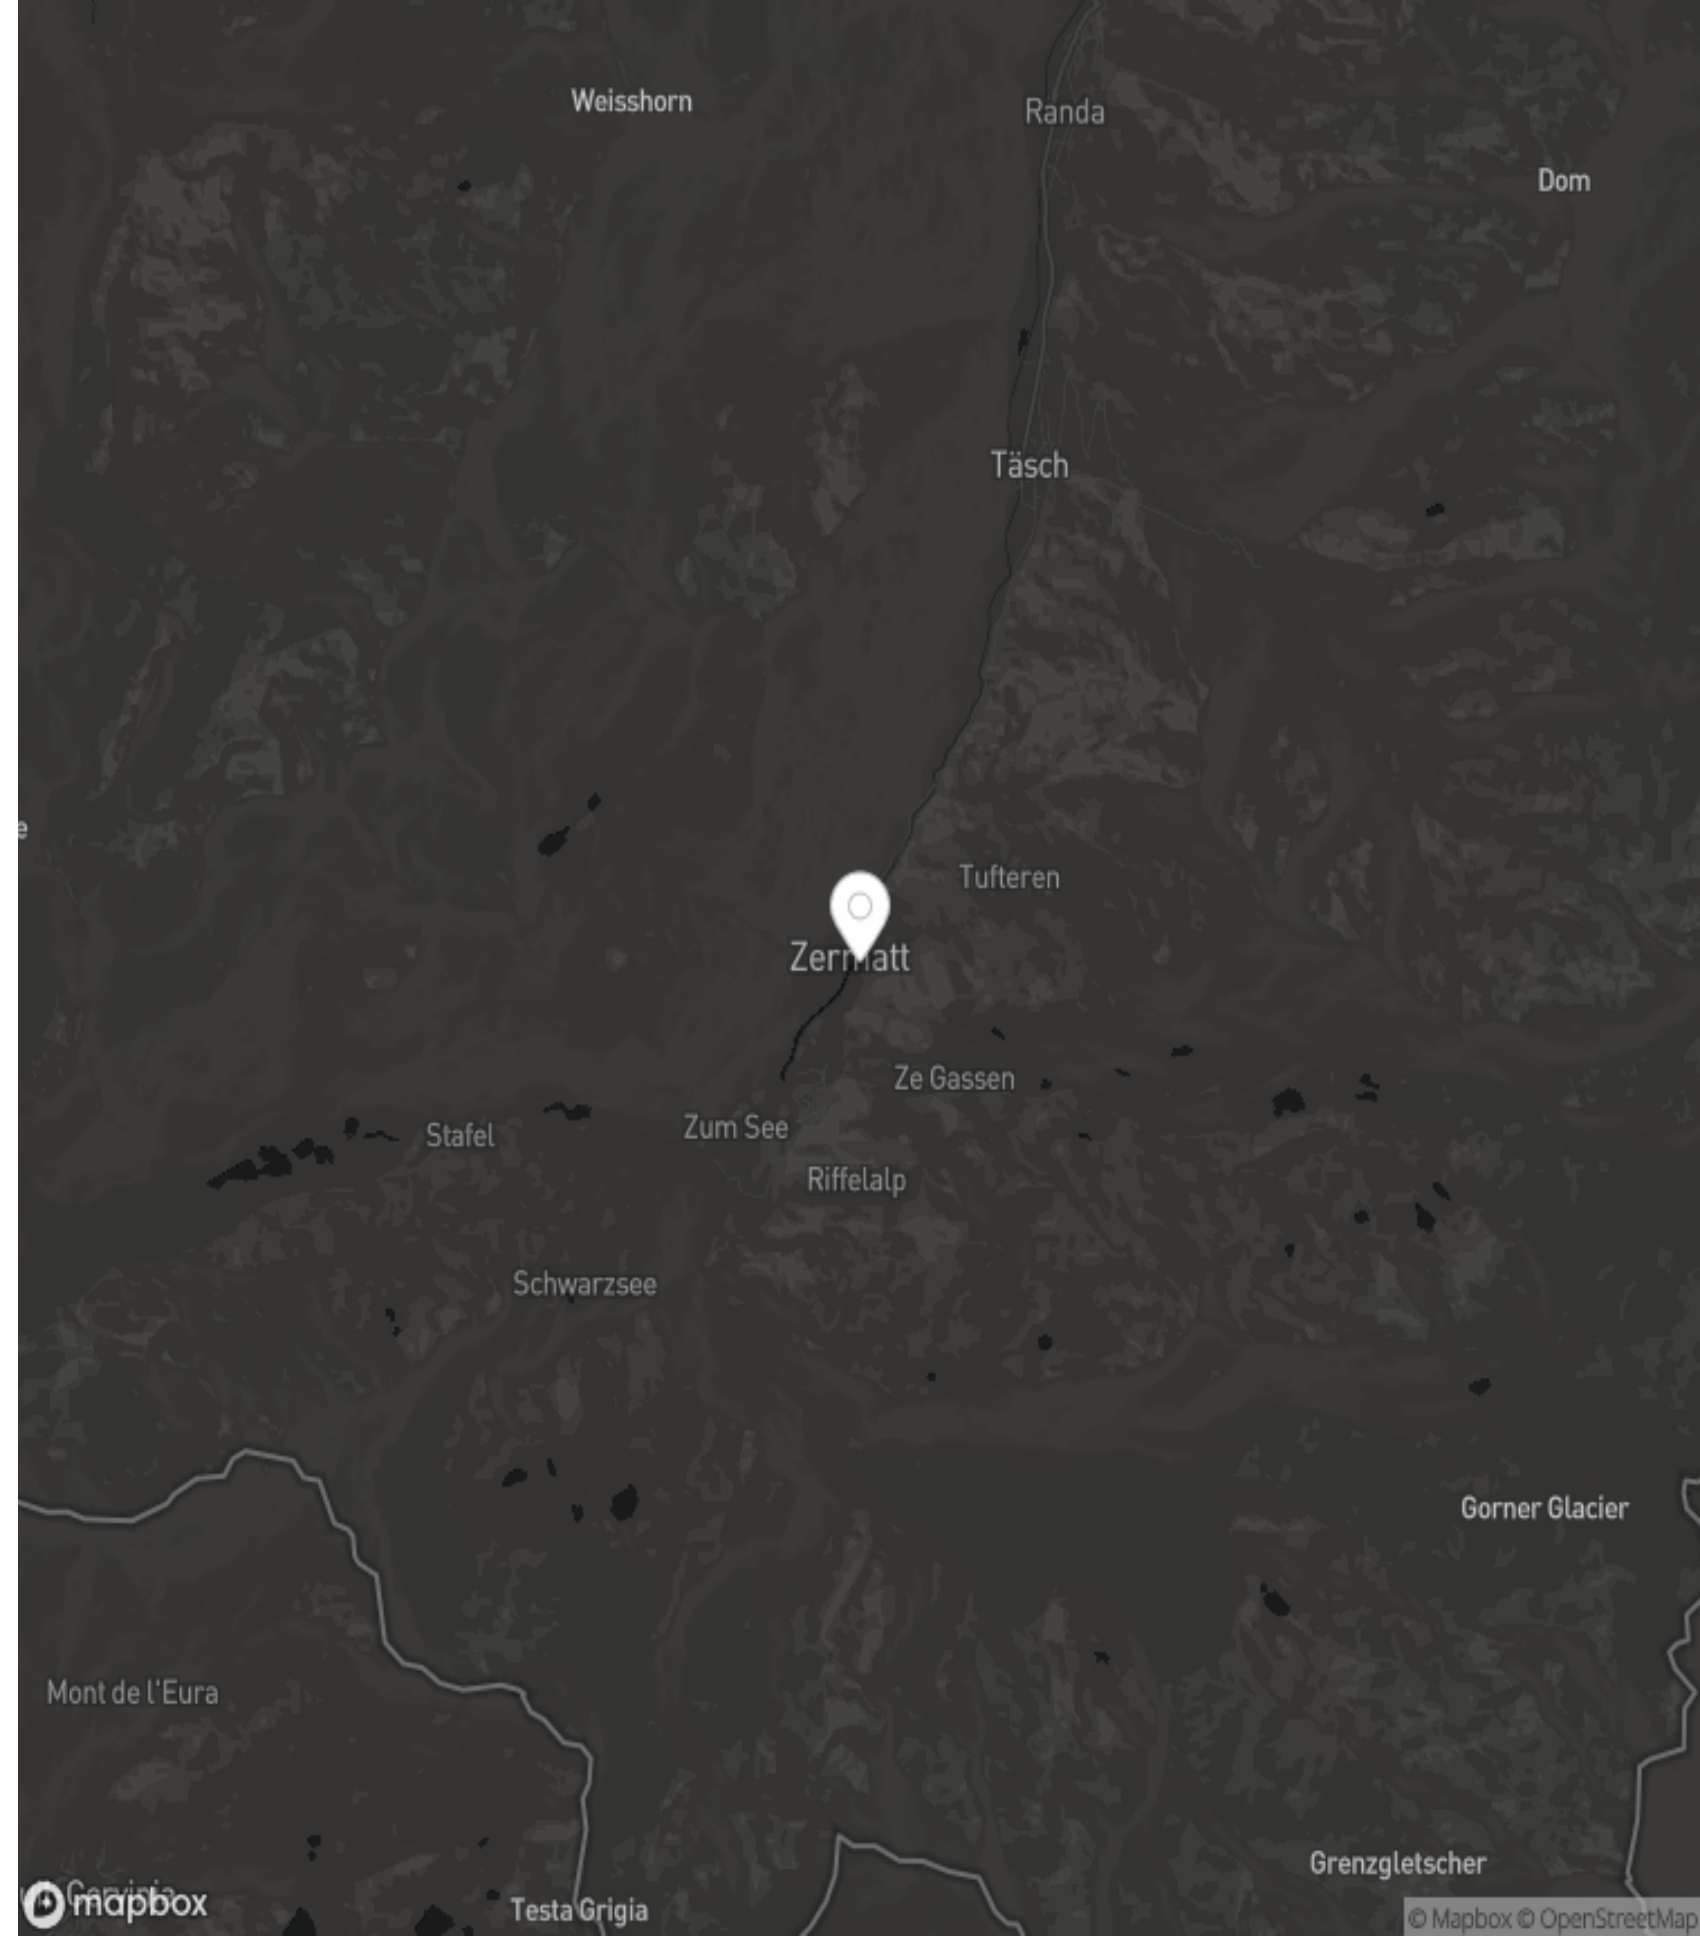 Weisshorn
Randa
Dom
Täsch
Tufteren
Zermatt
Ze Gassen
Zum See
Stafel
Riffelalp
Schwarzsee
Gorner Glacier
Mont de l'Eura
Grenzgletscher
mapbox
Testa Grigia
© Mapbox © OpenStreetMap